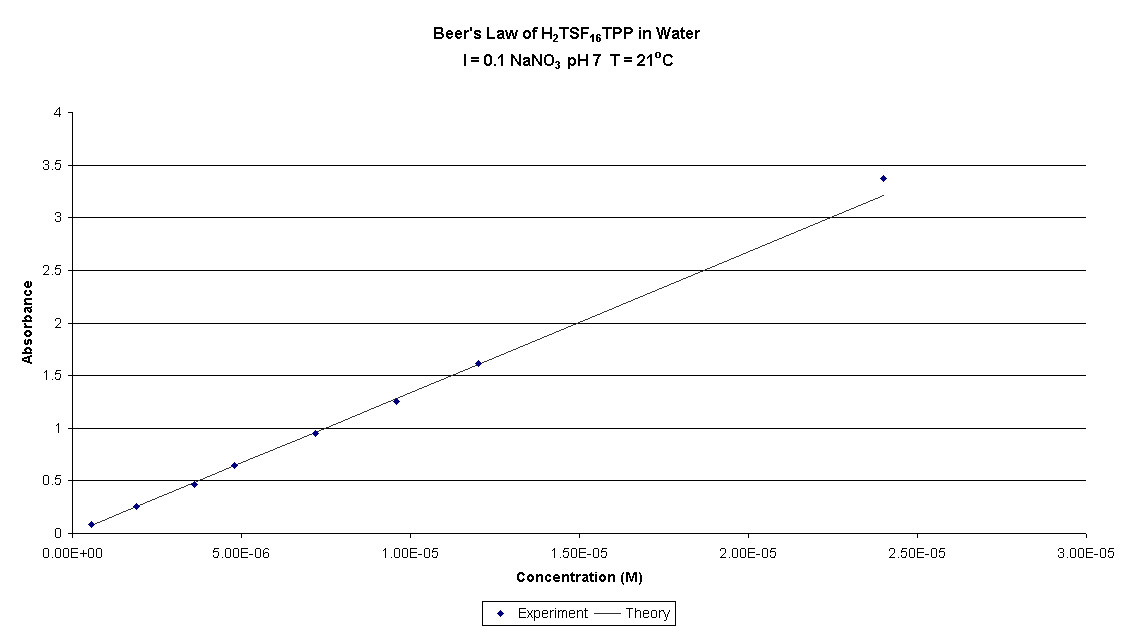 Beer's Law of H₂TSF₁₆TPP in Water
I = 0.1 NaNO₃ pH 7 T = 21°C
4
3.5
3
2.5
2
1.5
1
0.5
0
Absorbance
0.00E+00 5.00E-06 1.00E-05 1.50E-05 2.00E-05 2.50E-05 3.00E-05
Concentration (M)
Experiment Theory